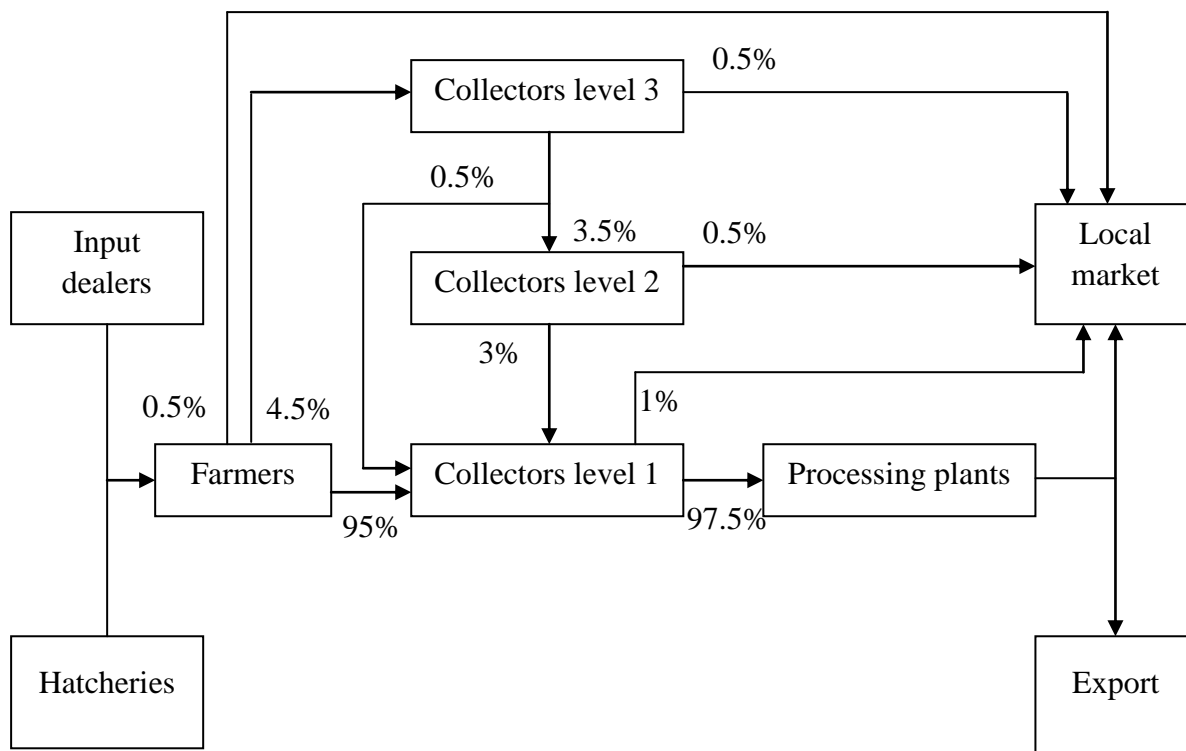 0.5%
Collectors level 3
0.5%
Input
dealers
3.5%
0.5%
Local
market
Collectors level 2
3%
0.5%
4.5%
1%
Farmers
Collectors level 1
Processing plants
95%
97.5%
Hatcheries
Export